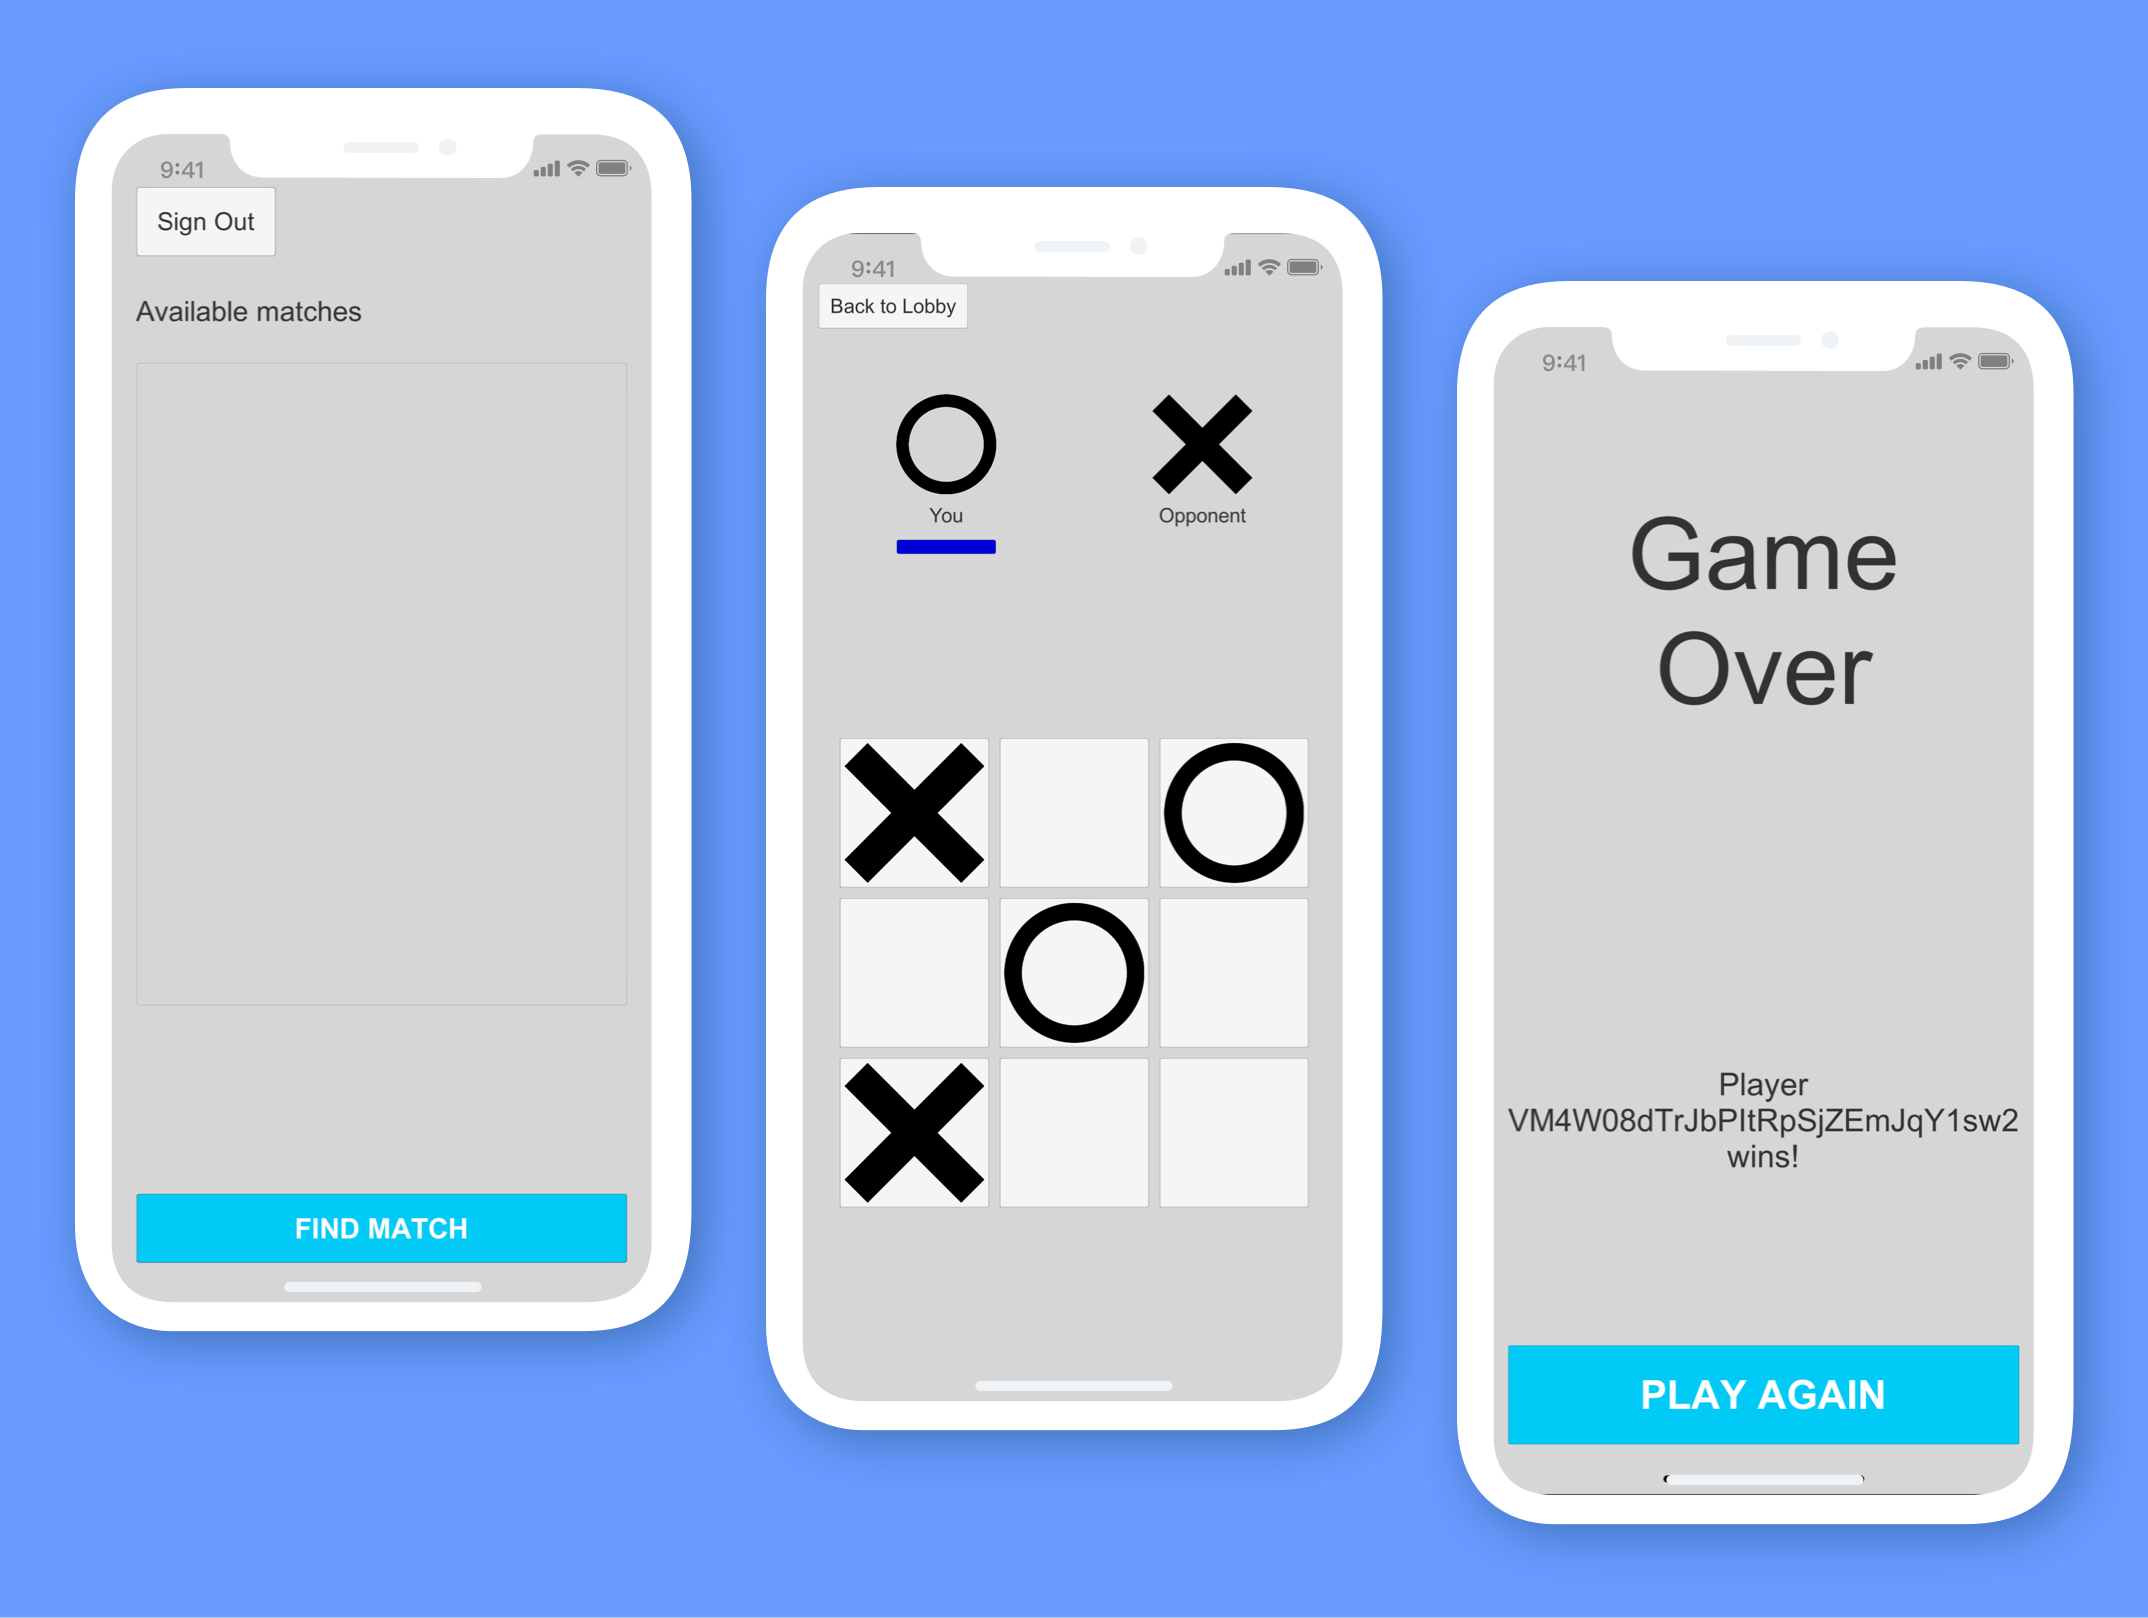 9:41
Sign Out
Available matches
FIND MATCH
9:41
Back to Lobby
You
Opponent
9:41
Game
Over
Player
VM4W08dTrJbPItRpSjZEmJqY1sw2
wins!
PLAY AGAIN